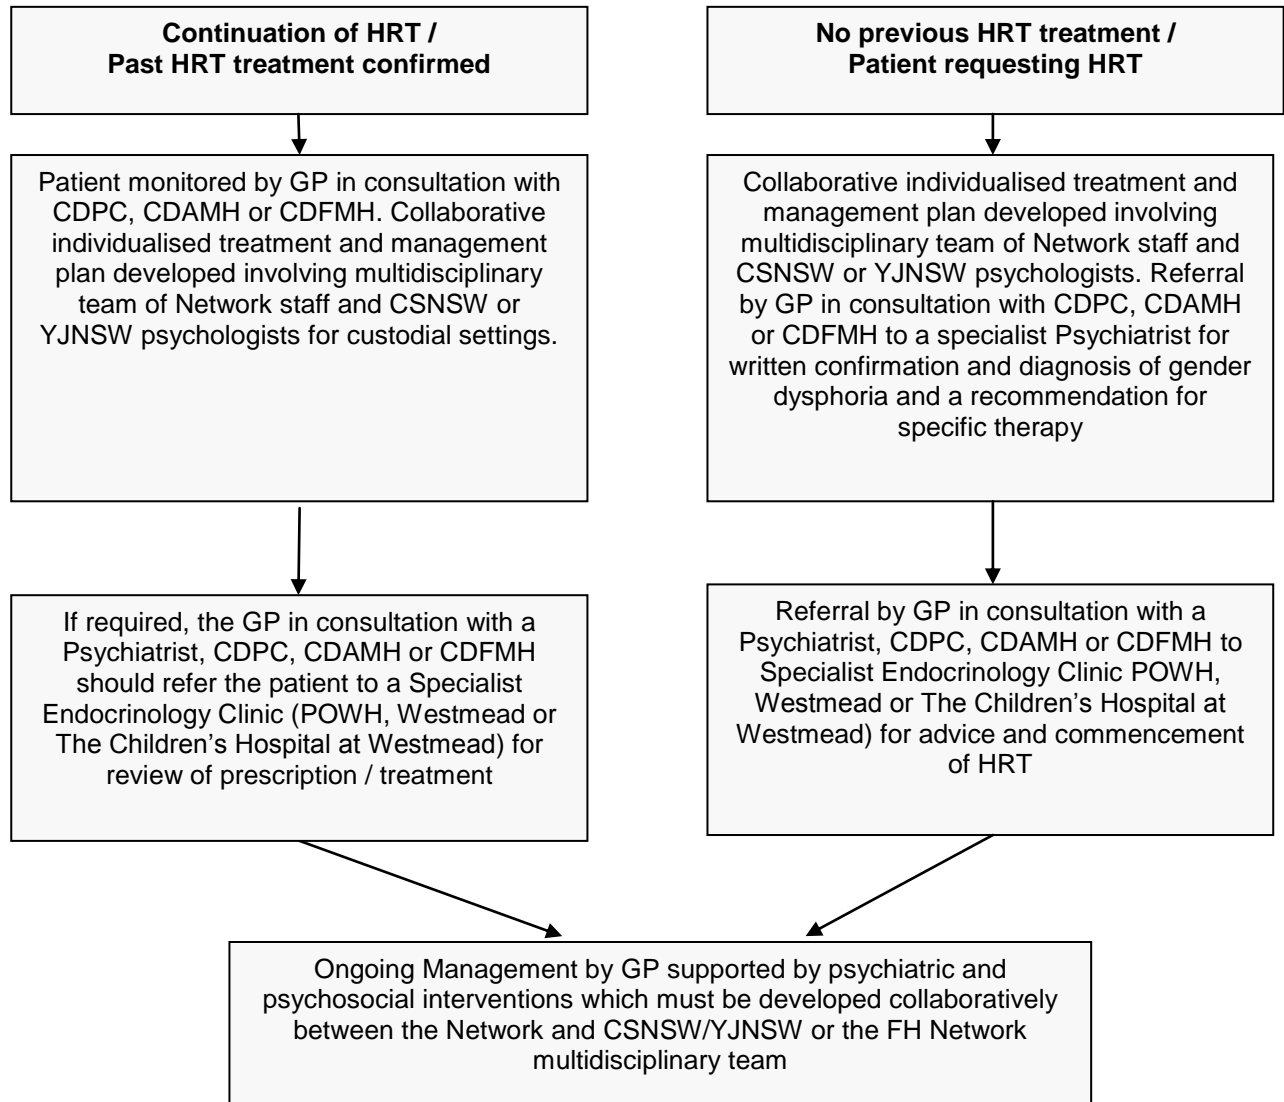 Continuation of HRT /
Past HRT treatment confirmed
Patient monitored by GP in consultation with
CDPC, CDAMH or CDFMH. Collaborative
individualised treatment and management
plan developed involving multidisciplinary
team of Network staff and CSNSW or
YJNSW psychologists for custodial settings.
If required, the GP in consultation with a
Psychiatrist, CDPC, CDAMH or CDFMH
should refer the patient to a Specialist
Endocrinology Clinic (POWH, Westmead or
The Children’s Hospital at Westmead) for
review of prescription / treatment
No previous HRT treatment /
Patient requesting HRT
Collaborative individualised treatment and
management plan developed involving
multidisciplinary team of Network staff and
CSNSW or YJNSW psychologists. Referral
by GP in consultation with CDPC, CDAMH
or CDFMH to a specialist Psychiatrist for
written confirmation and diagnosis of gender
dysphoria and a recommendation for
specific therapy
Referral by GP in consultation with a
Psychiatrist, CDPC, CDAMH or CDFMH to
Specialist Endocrinology Clinic POWH,
Westmead or The Children’s Hospital at
Westmead) for advice and commencement
of HRT
Ongoing Management by GP supported by psychiatric and
psychosocial interventions which must be developed collaboratively
between the Network and CSNSW/YJNSW or the FH Network
multidisciplinary team